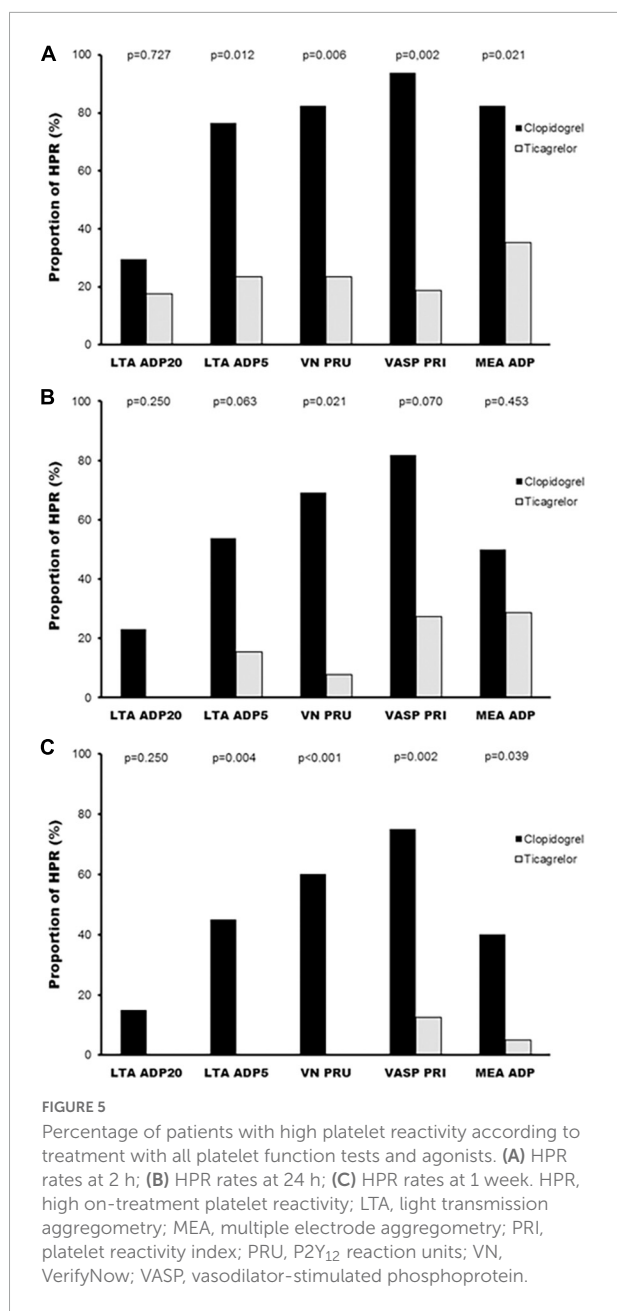 A
100
p=0.727 p=0.012 p=0.006 p=0,002 p=0.021
80
60
40
20
0
Proportion of HPR (%)
Clopidogrel
Ticagrelor
LTA ADP20 LTA ADP5 VN PRU VASP PRI MEA ADP
B
100
p=0.250 p=0.063 p=0.021 p=0.070 p=0.453
80
60
40
20
0
Proportion of HPR (%)
Clopidogrel
Ticagrelor
LTA ADP20 LTA ADP5 VN PRU VASP PRI MEA ADP
C
100
p=0.250 p=0.004 p<0.001 p=0.002 p=0.039
80
60
40
20
0
Proportion of HPR (%)
Clopidogrel
Ticagrelor
LTA ADP20 LTA ADP5 VN PRU VASP PRI MEA ADP
FIGURE 5
Percentage of patients with high platelet reactivity according to
treatment with all platelet function tests and agonists. (A) HPR
rates at 2 h; (B) HPR rates at 24 h; (C) HPR rates at 1 week. HPR,
high on-treatment platelet reactivity; LTA, light transmission
aggregometry; MEA, multiple electrode aggregometry; PRI,
platelet reactivity index; PRU, P2Y₁₂ reaction units; VN,
VerifyNow; VASP, vasodilator-stimulated phosphoprotein.